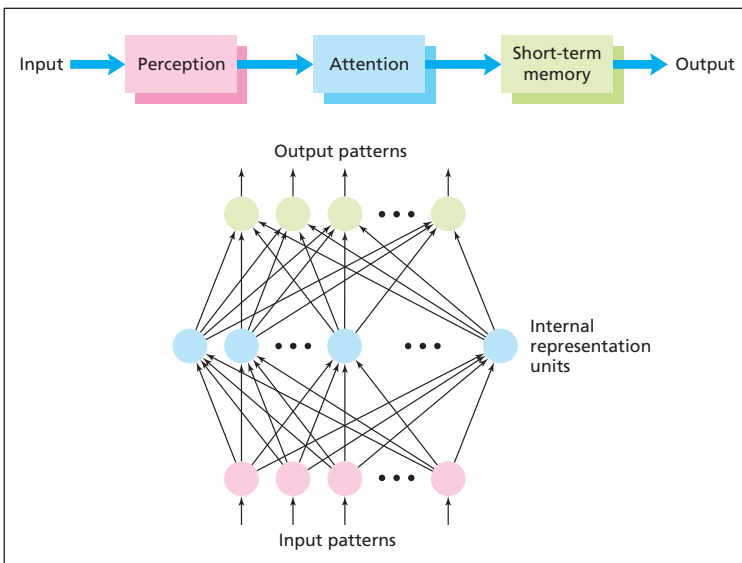 Input
Perception
Attention
Short-term
memory
Output
Output patterns
Internal
representation
units
Input patterns